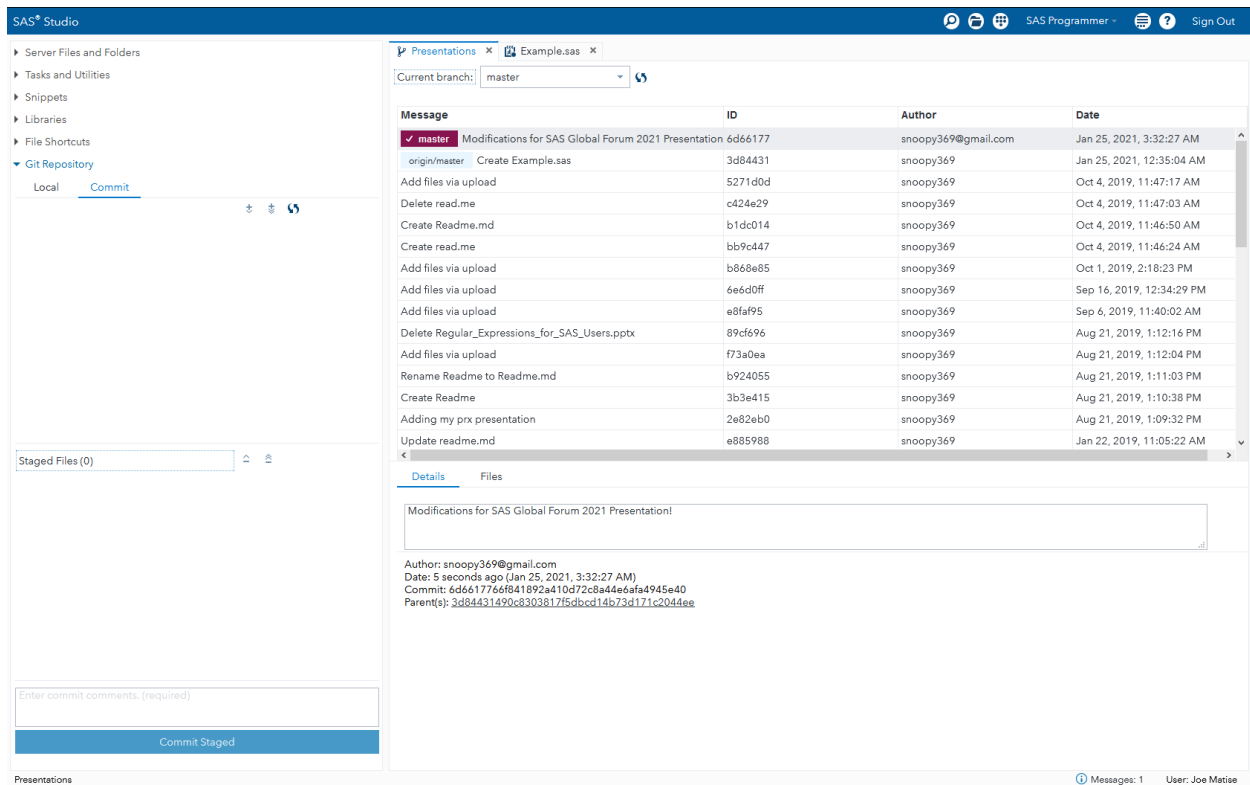 SAS® Studio
SAS Programmer
Sign Out
Server Files and Folders
Tasks and Utilities
Snippets
Libraries
File Shortcuts
Git Repository
Local Commit
Staged Files (0)
Enter commit comments. (required)
Commit Staged
Presentations × Example.sas ×
Current branch: master
Message ID Author Date
✓ master Modifications for SAS Global Forum 2021 Presentation 6d66177 snoopy369@gmail.com Jan 25, 2021, 3:32:27 AM
origin/master Create Example.sas 3d84431 snoopy369 Jan 25, 2021, 12:35:04 AM
Add files via upload 5271d0d snoopy369 Oct 4, 2019, 11:47:17 AM
Delete read.me c424e29 snoopy369 Oct 4, 2019, 11:47:03 AM
Create Readme.md b1dc014 snoopy369 Oct 4, 2019, 11:46:50 AM
Create read.me bb9c447 snoopy369 Oct 4, 2019, 11:46:24 AM
Add files via upload b868e85 snoopy369 Oct 1, 2019, 2:18:23 PM
Add files via upload 6e6d0ff snoopy369 Sep 16, 2019, 12:34:29 PM
Add files via upload e8faf95 snoopy369 Sep 6, 2019, 11:40:02 AM
Delete Regular_Expressions_for_SAS_Users.pptx 89cf696 snoopy369 Aug 21, 2019, 1:12:16 PM
Add files via upload f73a0ea snoopy369 Aug 21, 2019, 1:12:04 PM
Rename Readme to Readme.md b924055 snoopy369 Aug 21, 2019, 1:11:03 PM
Create Readme 3b3e415 snoopy369 Aug 21, 2019, 1:10:38 PM
Adding my prx presentation 2e82eb0 snoopy369 Aug 21, 2019, 1:09:32 PM
Update readme.md e885988 snoopy369 Jan 22, 2019, 11:05:22 AM
Details Files
Modifications for SAS Global Forum 2021 Presentation!
Author: snoopy369@gmail.com
Date: 5 seconds ago (Jan 25, 2021, 3:32:27 AM)
Commit: 6d6617766f841892a410d72c8a44e6afa4945e40
Parent(s): 3d84431490c8303817f5dbcd14b73d171c2044ee
Presentations
Messages: 1 User: Joe Matise